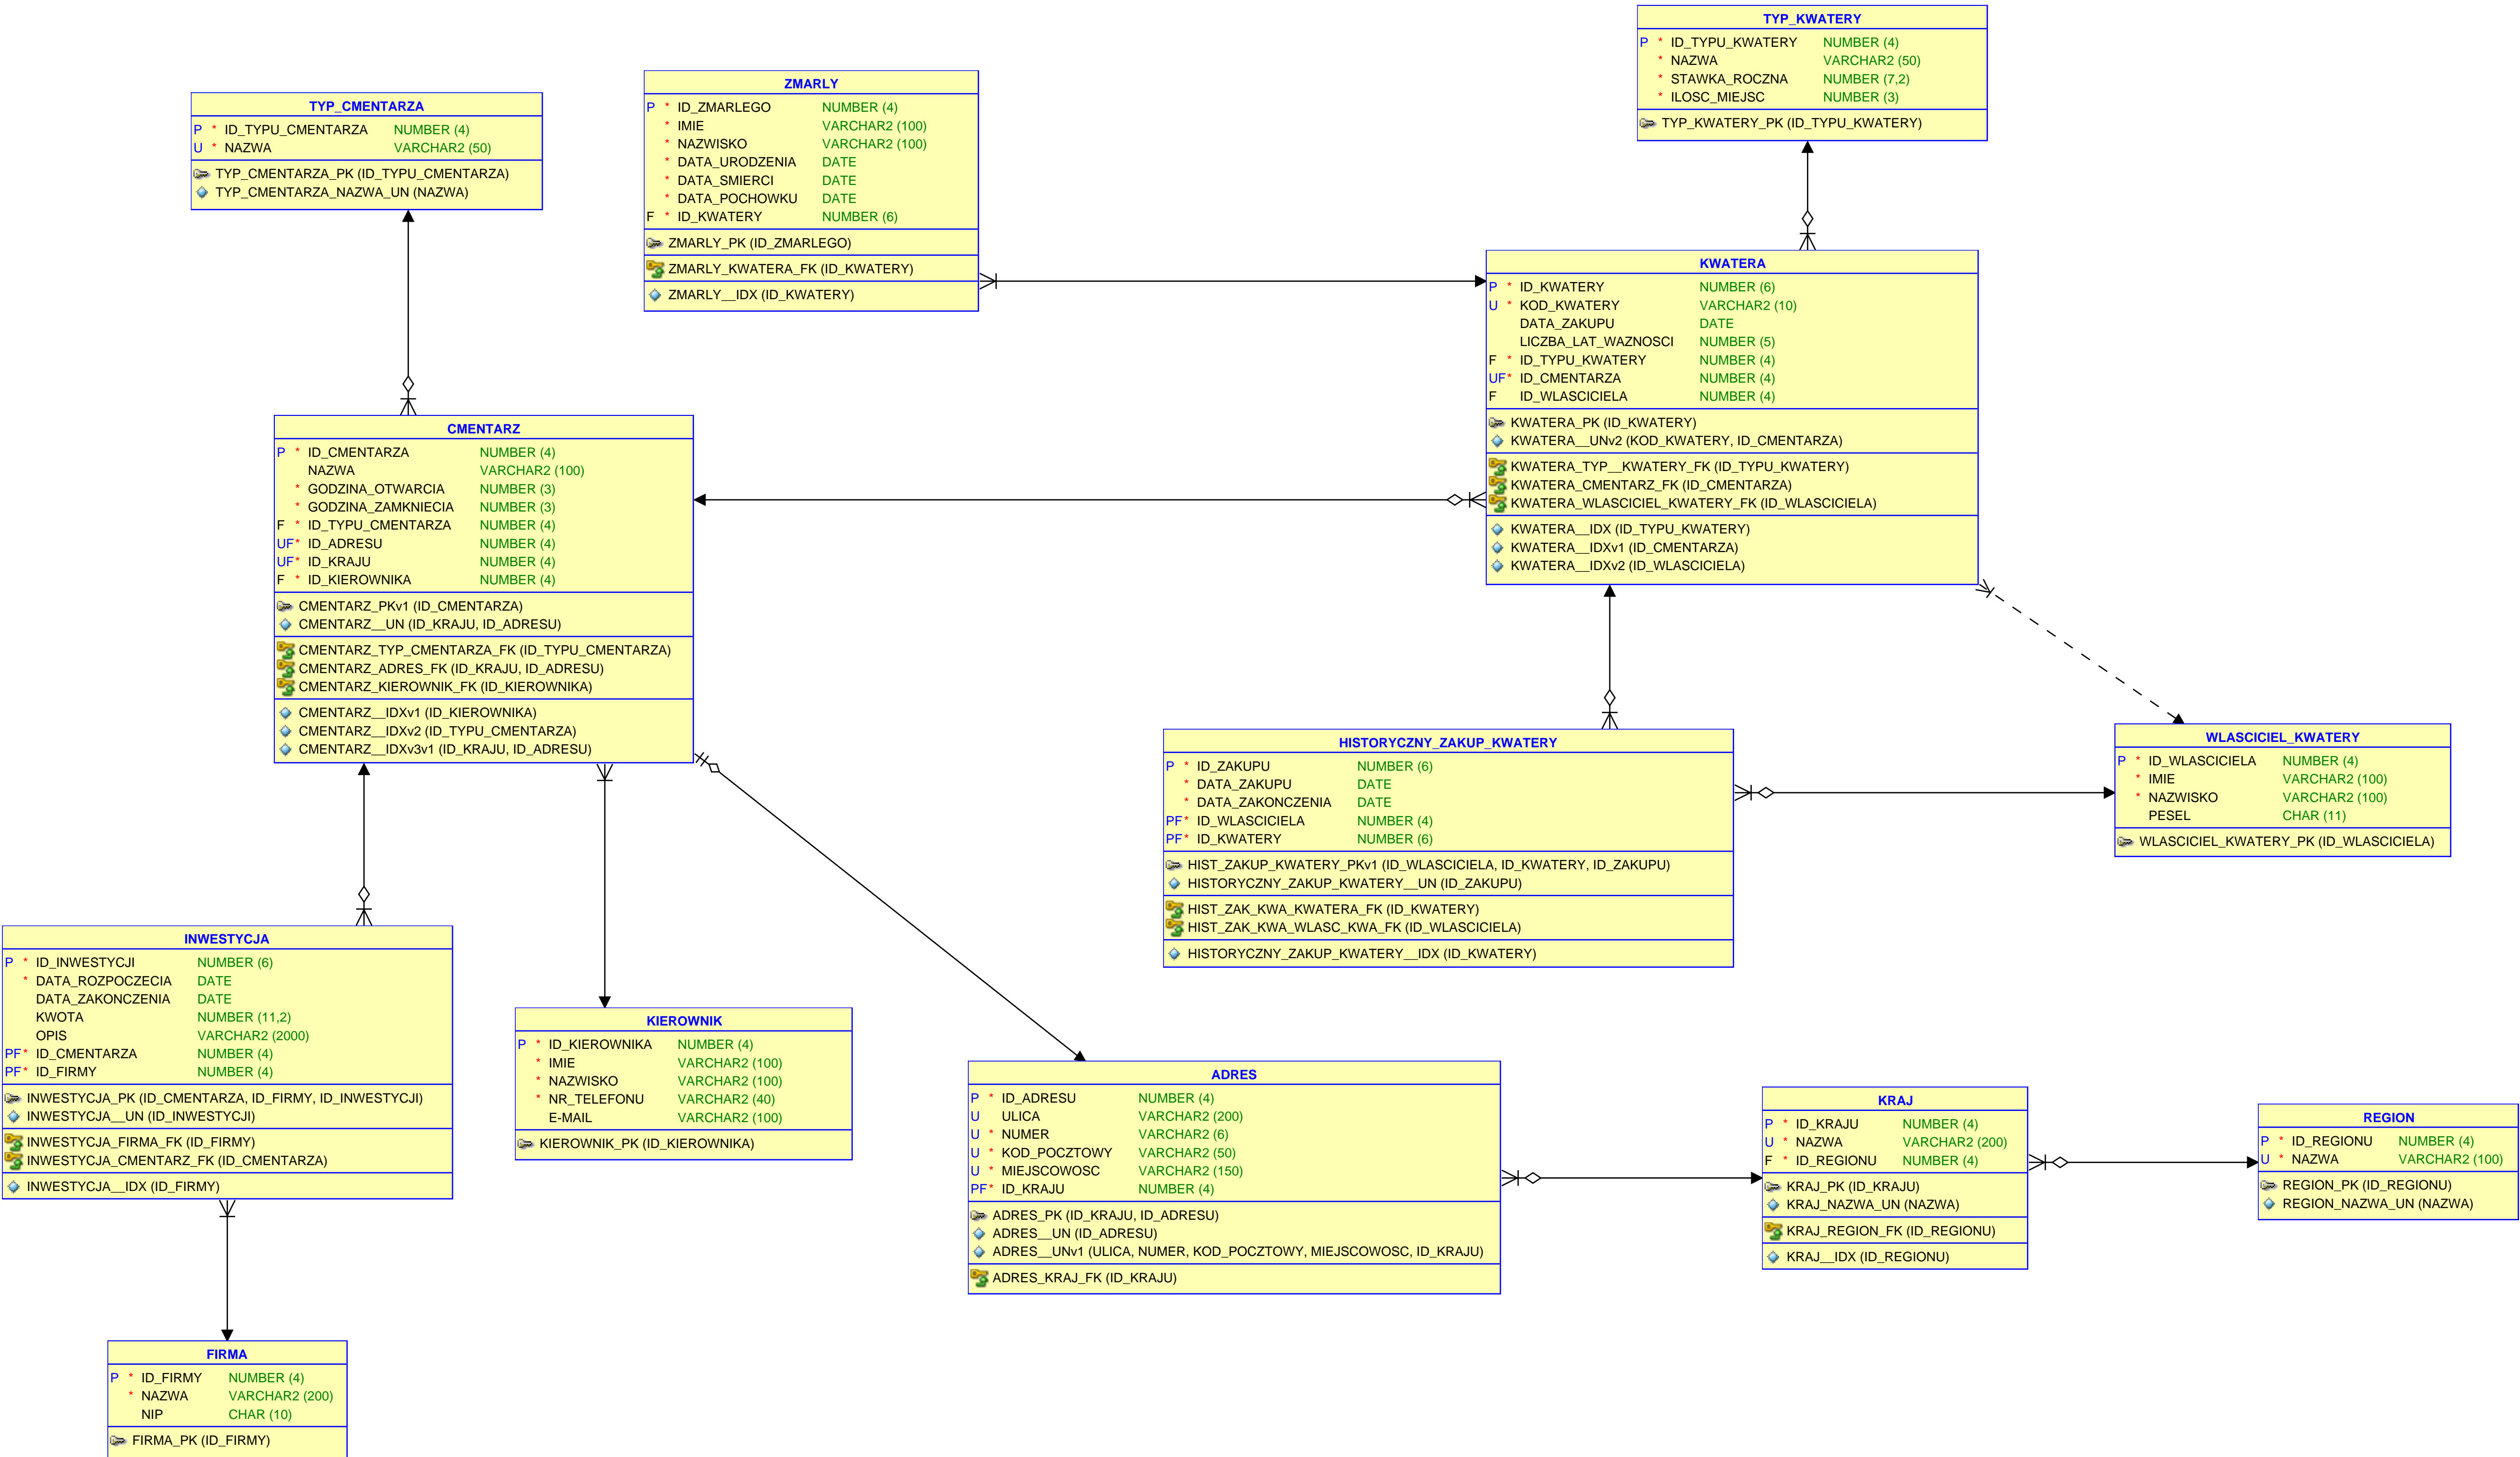 TYP_KWATERY
P * ID_TYPU_KWATERY NUMBER (4)
* NAZWA VARCHAR2 (50)
* STAWKA_ROCZNA NUMBER (7,2)
* ILOSC_MIEJSC NUMBER (3)
TYP_KWATERY_PK (ID_TYPU_KWATERY)
ZMARLY
P * ID_ZMARLEGO NUMBER (4)
* IMIE VARCHAR2 (100)
* NAZWISKO VARCHAR2 (100)
* DATA_URODZENIA DATE
* DATA_SMIERCI DATE
* DATA_POCHOWKU DATE
F * ID_KWATERY NUMBER (6)
ZMARLY_PK (ID_ZMARLEGO)
ZMARLY_KWATERA_FK (ID_KWATERY)
ZMARLY__IDX (ID_KWATERY)
TYP_CMENTARZA
P * ID_TYPU_CMENTARZA NUMBER (4)
U * NAZWA VARCHAR2 (50)
TYP_CMENTARZA_PK (ID_TYPU_CMENTARZA)
TYP_CMENTARZA_NAZWA_UN (NAZWA)
KWATERA
P * ID_KWATERY NUMBER (6)
U * KOD_KWATERY VARCHAR2 (10)
DATA_ZAKUPU DATE
LICZBA_LAT_WAZNOSCI NUMBER (5)
F * ID_TYPU_KWATERY NUMBER (4)
UF* ID_CMENTARZA NUMBER (4)
F ID_WLASCICIELA NUMBER (4)
KWATERA_PK (ID_KWATERY)
KWATERA__UNv2 (KOD_KWATERY, ID_CMENTARZA)
KWATERA_TYP__KWATERY_FK (ID_TYPU_KWATERY)
KWATERA_CMENTARZ_FK (ID_CMENTARZA)
KWATERA_WLASCICIEL_KWATERY_FK (ID_WLASCICIELA)
KWATERA__IDX (ID_TYPU_KWATERY)
KWATERA__IDXv1 (ID_CMENTARZA)
KWATERA__IDXv2 (ID_WLASCICIELA)
CMENTARZ
P * ID_CMENTARZA NUMBER (4)
NAZWA VARCHAR2 (100)
* GODZINA_OTWARCIA NUMBER (3)
* GODZINA_ZAMKNIECIA NUMBER (3)
F * ID_TYPU_CMENTARZA NUMBER (4)
UF* ID_ADRESU NUMBER (4)
UF* ID_KRAJU NUMBER (4)
F * ID_KIEROWNIKA NUMBER (4)
CMENTARZ_PKv1 (ID_CMENTARZA)
CMENTARZ__UN (ID_KRAJU, ID_ADRESU)
CMENTARZ_TYP_CMENTARZA_FK (ID_TYPU_CMENTARZA)
CMENTARZ_ADRES_FK (ID_KRAJU, ID_ADRESU)
CMENTARZ_KIEROWNIK_FK (ID_KIEROWNIKA)
CMENTARZ__IDXv1 (ID_KIEROWNIKA)
CMENTARZ__IDXv2 (ID_TYPU_CMENTARZA)
CMENTARZ__IDXv3v1 (ID_KRAJU, ID_ADRESU)
HISTORYCZNY_ZAKUP_KWATERY
P * ID_ZAKUPU NUMBER (6)
* DATA_ZAKUPU DATE
* DATA_ZAKONCZENIA DATE
PF* ID_WLASCICIELA NUMBER (4)
PF* ID_KWATERY NUMBER (6)
HIST_ZAKUP_KWATERY_PKv1 (ID_WLASCICIELA, ID_KWATERY, ID_ZAKUPU)
HISTORYCZNY_ZAKUP_KWATERY__UN (ID_ZAKUPU)
HIST_ZAK_KWA_KWATERA_FK (ID_KWATERY)
HIST_ZAK_KWA_WLASC_KWA_FK (ID_WLASCICIELA)
HISTORYCZNY_ZAKUP_KWATERY__IDX (ID_KWATERY)
WLASCICIEL_KWATERY
P * ID_WLASCICIELA NUMBER (4)
* IMIE VARCHAR2 (100)
* NAZWISKO VARCHAR2 (100)
PESEL CHAR (11)
WLASCICIEL_KWATERY_PK (ID_WLASCICIELA)
INWESTYCJA
P * ID_INWESTYCJI NUMBER (6)
* DATA_ROZPOCZECIA DATE
DATA_ZAKONCZENIA DATE
KWOTA NUMBER (11,2)
OPIS VARCHAR2 (2000)
PF* ID_CMENTARZA NUMBER (4)
PF* ID_FIRMY NUMBER (4)
INWESTYCJA_PK (ID_CMENTARZA, ID_FIRMY, ID_INWESTYCJI)
INWESTYCJA__UN (ID_INWESTYCJI)
INWESTYCJA_FIRMA_FK (ID_FIRMY)
INWESTYCJA_CMENTARZ_FK (ID_CMENTARZA)
INWESTYCJA__IDX (ID_FIRMY)
KIEROWNIK
P * ID_KIEROWNIKA NUMBER (4)
* IMIE VARCHAR2 (100)
* NAZWISKO VARCHAR2 (100)
* NR_TELEFONU VARCHAR2 (40)
E-MAIL VARCHAR2 (100)
KIEROWNIK_PK (ID_KIEROWNIKA)
ADRES
P * ID_ADRESU NUMBER (4)
U ULICA VARCHAR2 (200)
U * NUMER VARCHAR2 (6)
U * KOD_POCZTOWY VARCHAR2 (50)
U * MIEJSCOWOSC VARCHAR2 (150)
PF* ID_KRAJU NUMBER (4)
ADRES_PK (ID_KRAJU, ID_ADRESU)
ADRES__UN (ID_ADRESU)
ADRES__UNv1 (ULICA, NUMER, KOD_POCZTOWY, MIEJSCOWOSC, ID_KRAJU)
ADRES_KRAJ_FK (ID_KRAJU)
KRAJ
P * ID_KRAJU NUMBER (4)
U * NAZWA VARCHAR2 (200)
F * ID_REGIONU NUMBER (4)
KRAJ_PK (ID_KRAJU)
KRAJ_NAZWA_UN (NAZWA)
KRAJ_REGION_FK (ID_REGIONU)
KRAJ__IDX (ID_REGIONU)
REGION
P * ID_REGIONU NUMBER (4)
U * NAZWA VARCHAR2 (100)
REGION_PK (ID_REGIONU)
REGION_NAZWA_UN (NAZWA)
FIRMA
P * ID_FIRMY NUMBER (4)
* NAZWA VARCHAR2 (200)
NIP CHAR (10)
FIRMA_PK (ID_FIRMY)